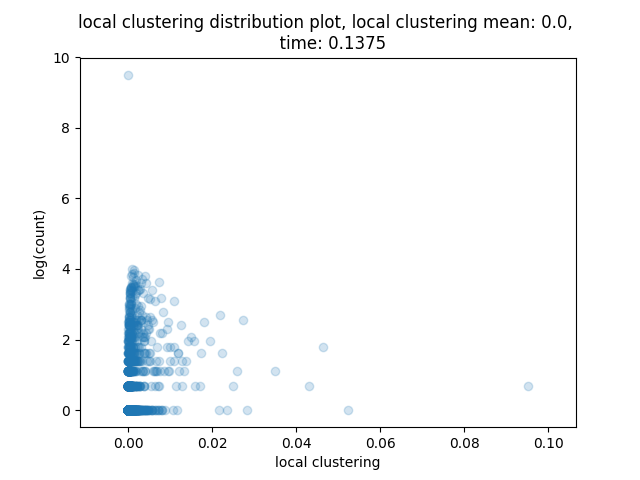 local clustering distribution plot, local clustering mean: 0.0,
time: 0.1375
10
8
6
4
2
0
log(count)
0.00 0.02 0.04 0.06 0.08 0.10
local clustering